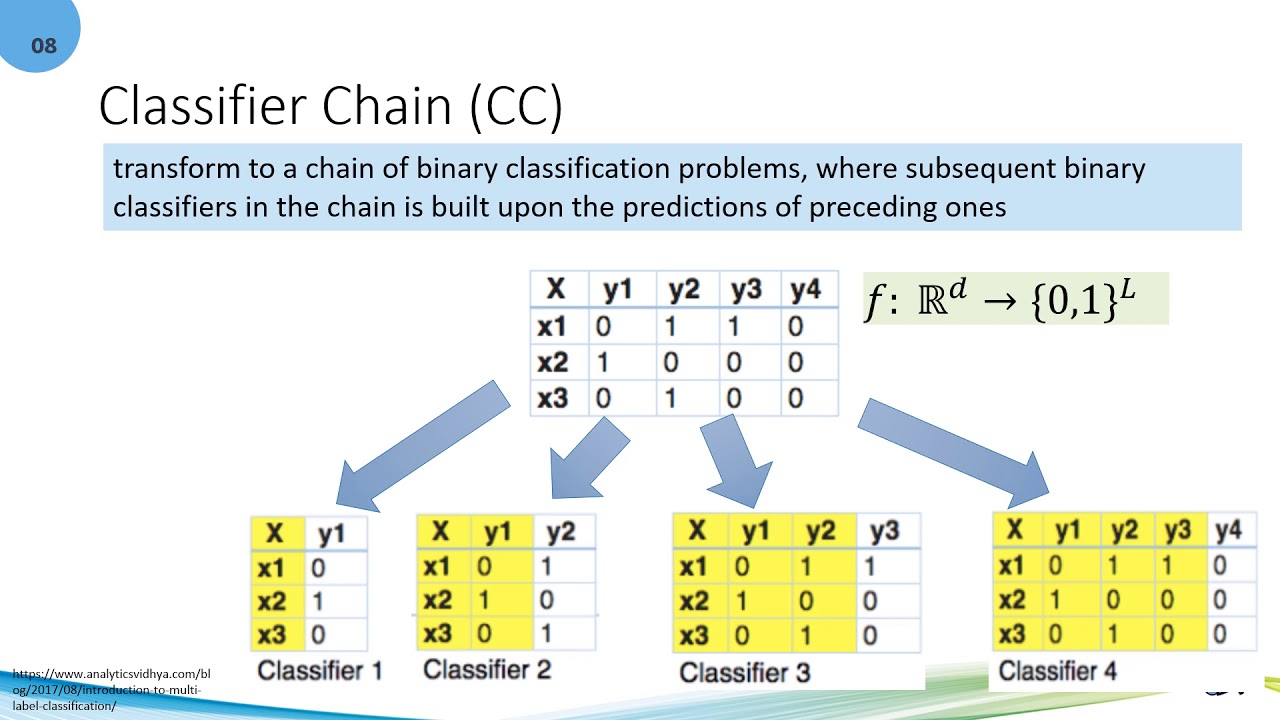 08
Classifier Chain (CC)
transform to a chain of binary classification problems, where subsequent binary
classifiers in the chain is built upon the predictions of preceding ones
X y1 y2 y3 y4
x1 0 1 1 0
x2 1 0 0 0
x3 0 1 0 0
f: ℝ^d → {0,1}^L
X y1
x1 0
x2 1
x3 0
Classifier 1
X y1 y2
x1 0 1
x2 1 0
x3 0 1
Classifier 2
X y1 y2 y3
x1 0 1 1
x2 1 0 0
x3 0 1 0
Classifier 3
X y1 y2 y3 y4
x1 0 1 1 0
x2 1 0 0 0
x3 0 1 0 0
Classifier 4
https://www.analyticsvidhya.com/bl
og/2017/08/introduction-to-multi-
label-classification/